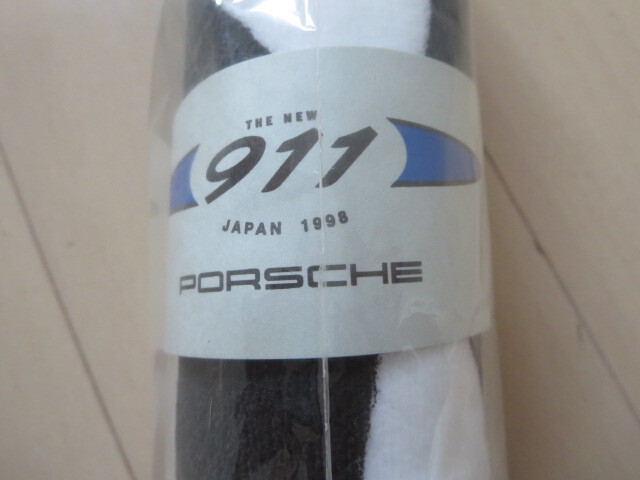 THE NEW
911
JAPAN 1998
PORSCHE